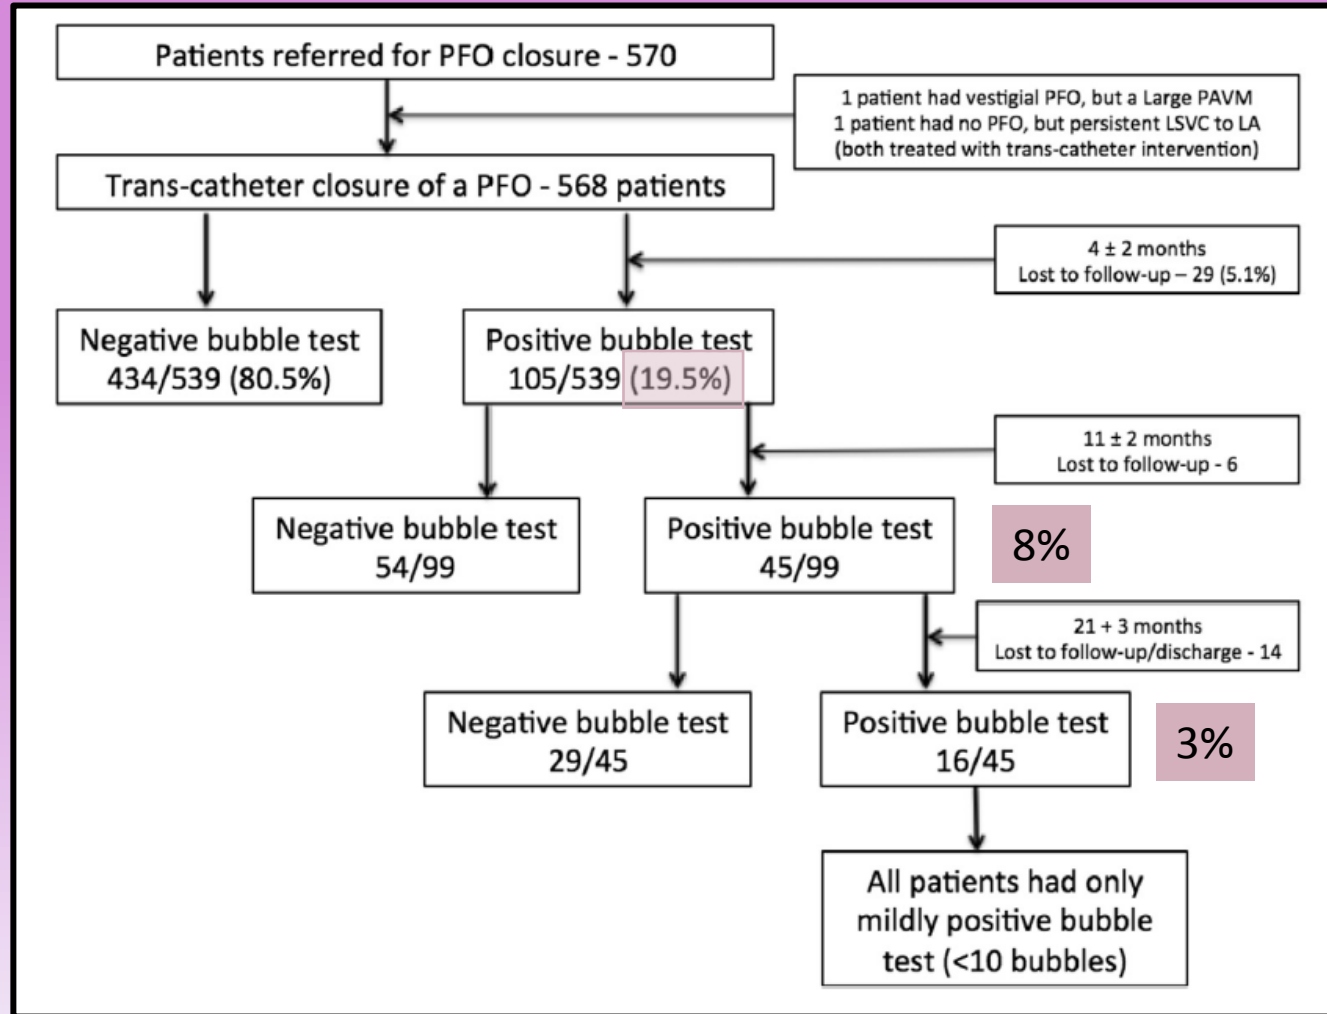 Patients referred for PFO closure - 570
1 patient had vestigial PFO, but a Large PAVM
1 patient had no PFO, but persistent LSVC to LA
(both treated with trans-catheter intervention)
Trans-catheter closure of a PFO - 568 patients
4 ± 2 months
Lost to follow-up – 29 (5.1%)
Negative bubble test
434/539 (80.5%)
Positive bubble test
105/539 (19.5%)
11 ± 2 months
Lost to follow-up - 6
Negative bubble test
54/99
Positive bubble test
45/99
8%
21 + 3 months
Lost to follow-up/discharge - 14
Negative bubble test
29/45
Positive bubble test
16/45
3%
All patients had only
mildly positive bubble
test (<10 bubbles)